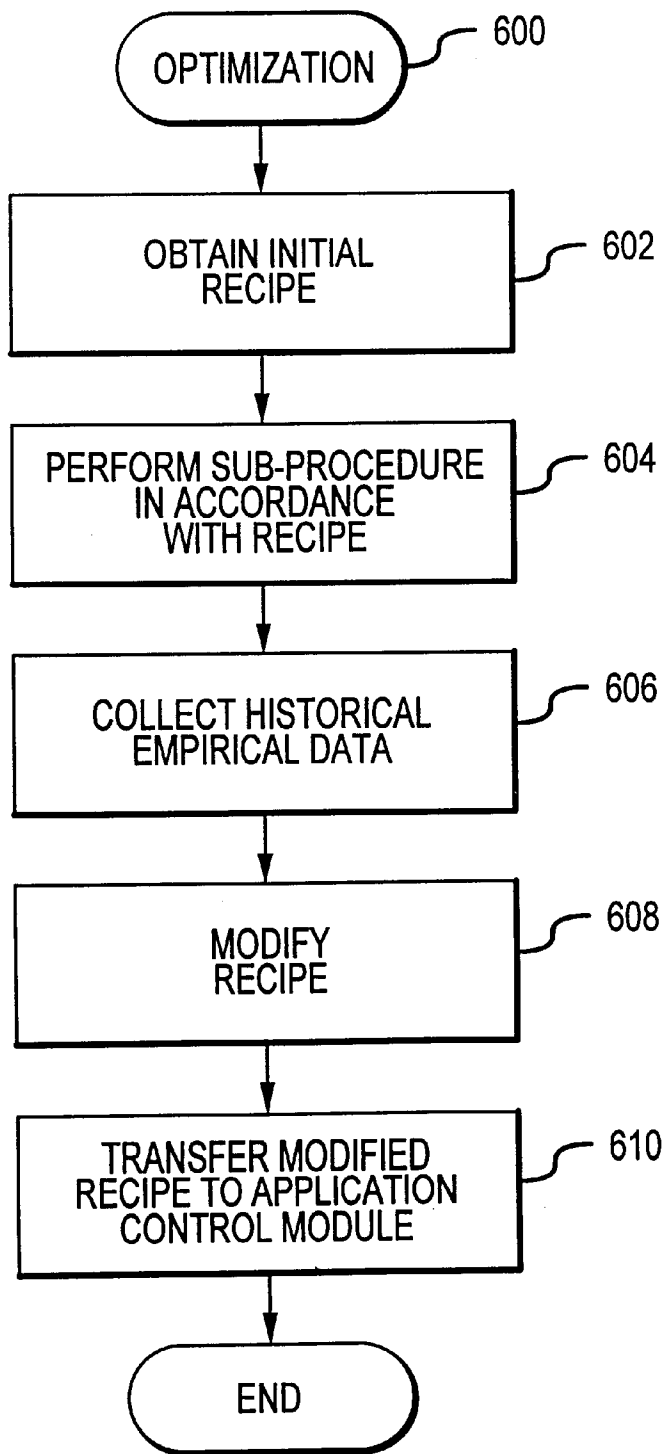 600
OPTIMIZATION
OBTAIN INITIAL
RECIPE
602
PERFORM SUB-PROCEDURE
IN ACCORDANCE
WITH RECIPE
604
COLLECT HISTORICAL
EMPIRICAL DATA
606
MODIFY
RECIPE
608
TRANSFER MODIFIED
RECIPE TO APPLICATION
CONTROL MODULE
610
END